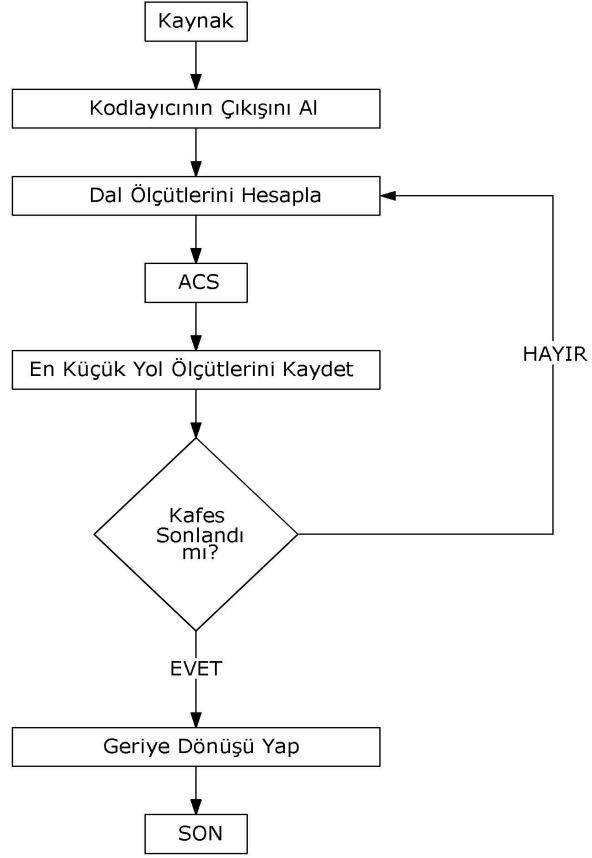 Kaynak
Kodlayıcının Çıkışını Al
Dal Ölçütlerini Hesapla
ACS
En Küçük Yol Ölçütlerini Kaydet
HAYIR
Kafes
Sonlandı
mı?
EVET
Geriye Dönüşü Yap
SON